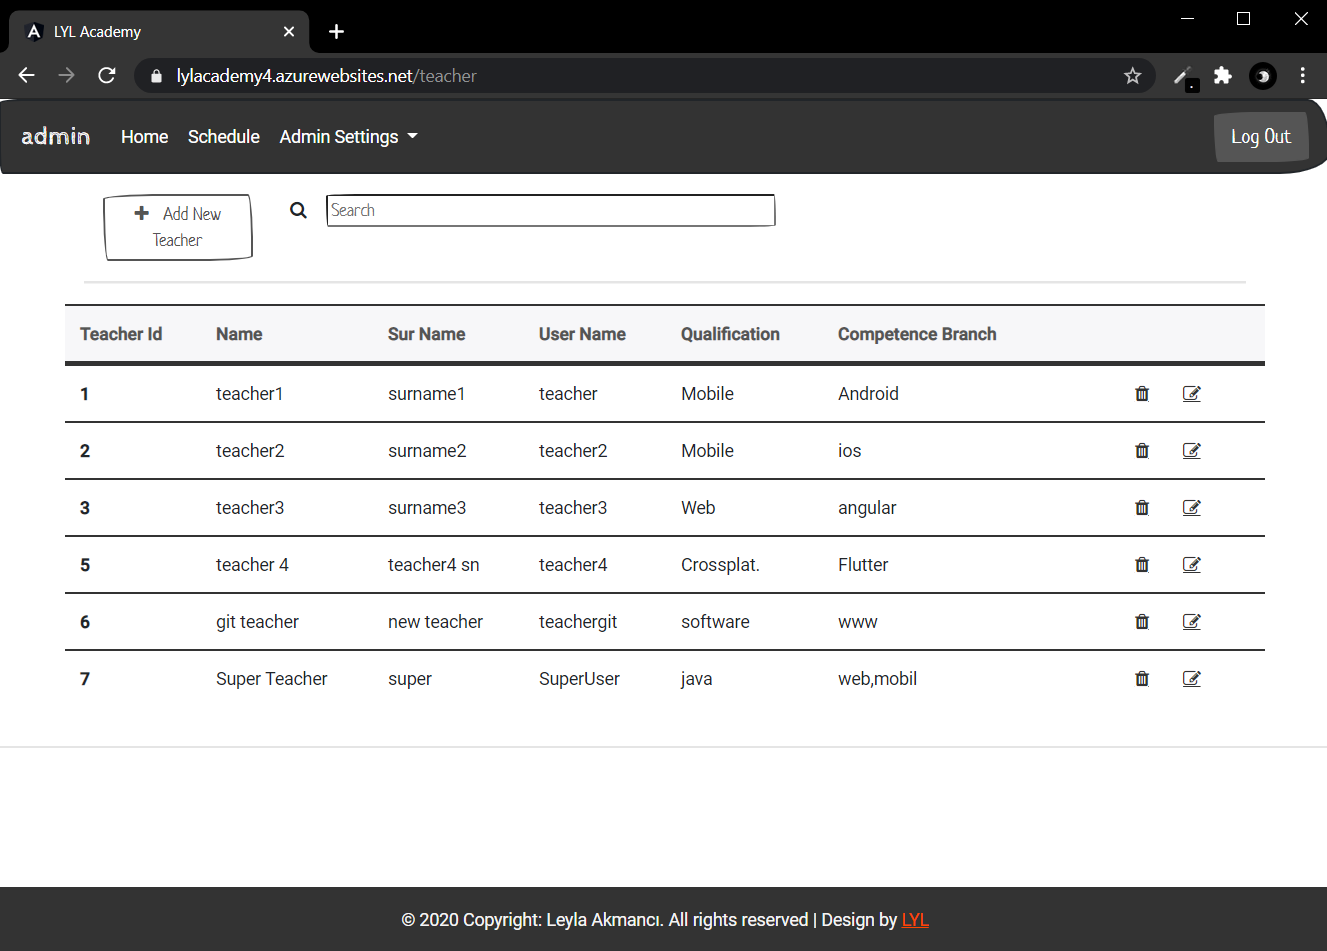 LYL Academy
lylacademy4.azurewebsites.net/teacher
admin Home Schedule Admin Settings Log Out
Add New
Teacher
Search
Teacher Id Name Sur Name User Name Qualification Competence Branch
1 teacher1 surname1 teacher Mobile Android
2 teacher2 surname2 teacher2 Mobile ios
3 teacher3 surname3 teacher3 Web angular
5 teacher 4 teacher4 sn teacher4 Crossplat. Flutter
6 git teacher new teacher teachergit software www
7 Super Teacher super SuperUser java web,mobil
© 2020 Copyright: Leyla Akmancı. All rights reserved | Design by LYL